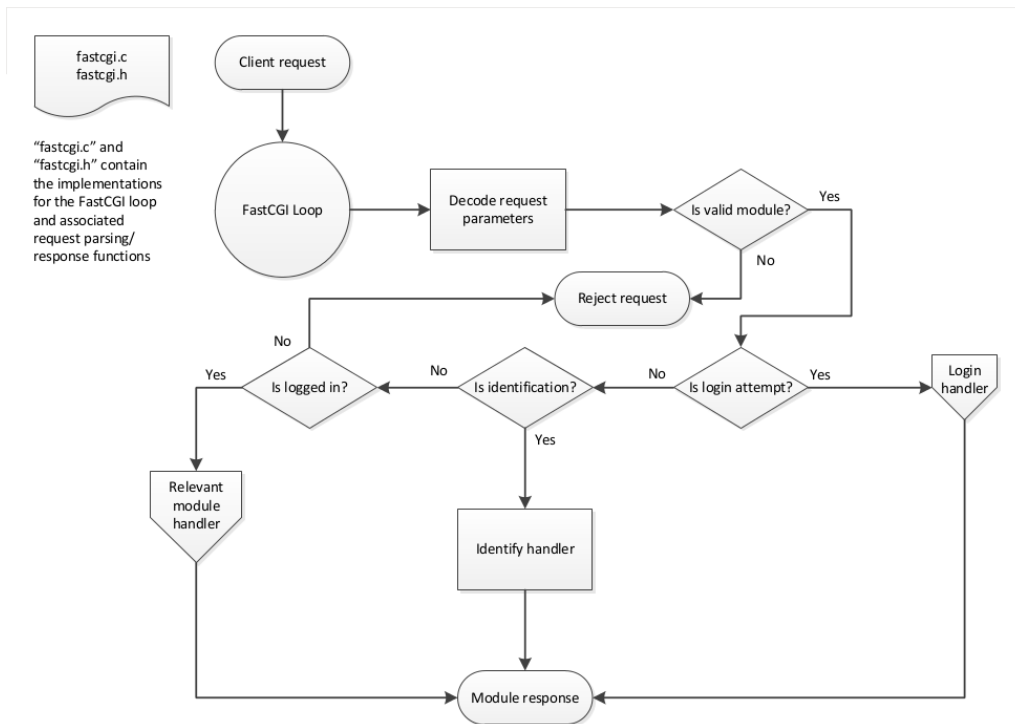 fastcgi.c
fastcgi.h
Client request
“fastcgi.c” and
“fastcgi.h” contain
the implementations
for the FastCGI loop
and associated
request parsing/
response functions
FastCGI Loop
Decode request
parameters
Is valid module?
Yes
No
Reject request
No
Is logged in?
Yes
No
Is identification?
Yes
No
Is login attempt?
Yes
Login
handler
Relevant
module
handler
Identify handler
Module response